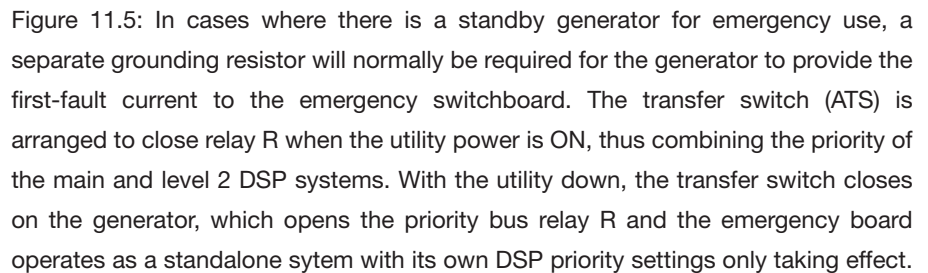 Figure 11.5: In cases where there is a standby generator for emergency use, a
separate grounding resistor will normally be required for the generator to provide the
first-fault current to the emergency switchboard. The transfer switch (ATS) is
arranged to close relay R when the utility power is ON, thus combining the priority of
the main and level 2 DSP systems. With the utility down, the transfer switch closes
on the generator, which opens the priority bus relay R and the emergency board
operates as a standalone sytem with its own DSP priority settings only taking effect.